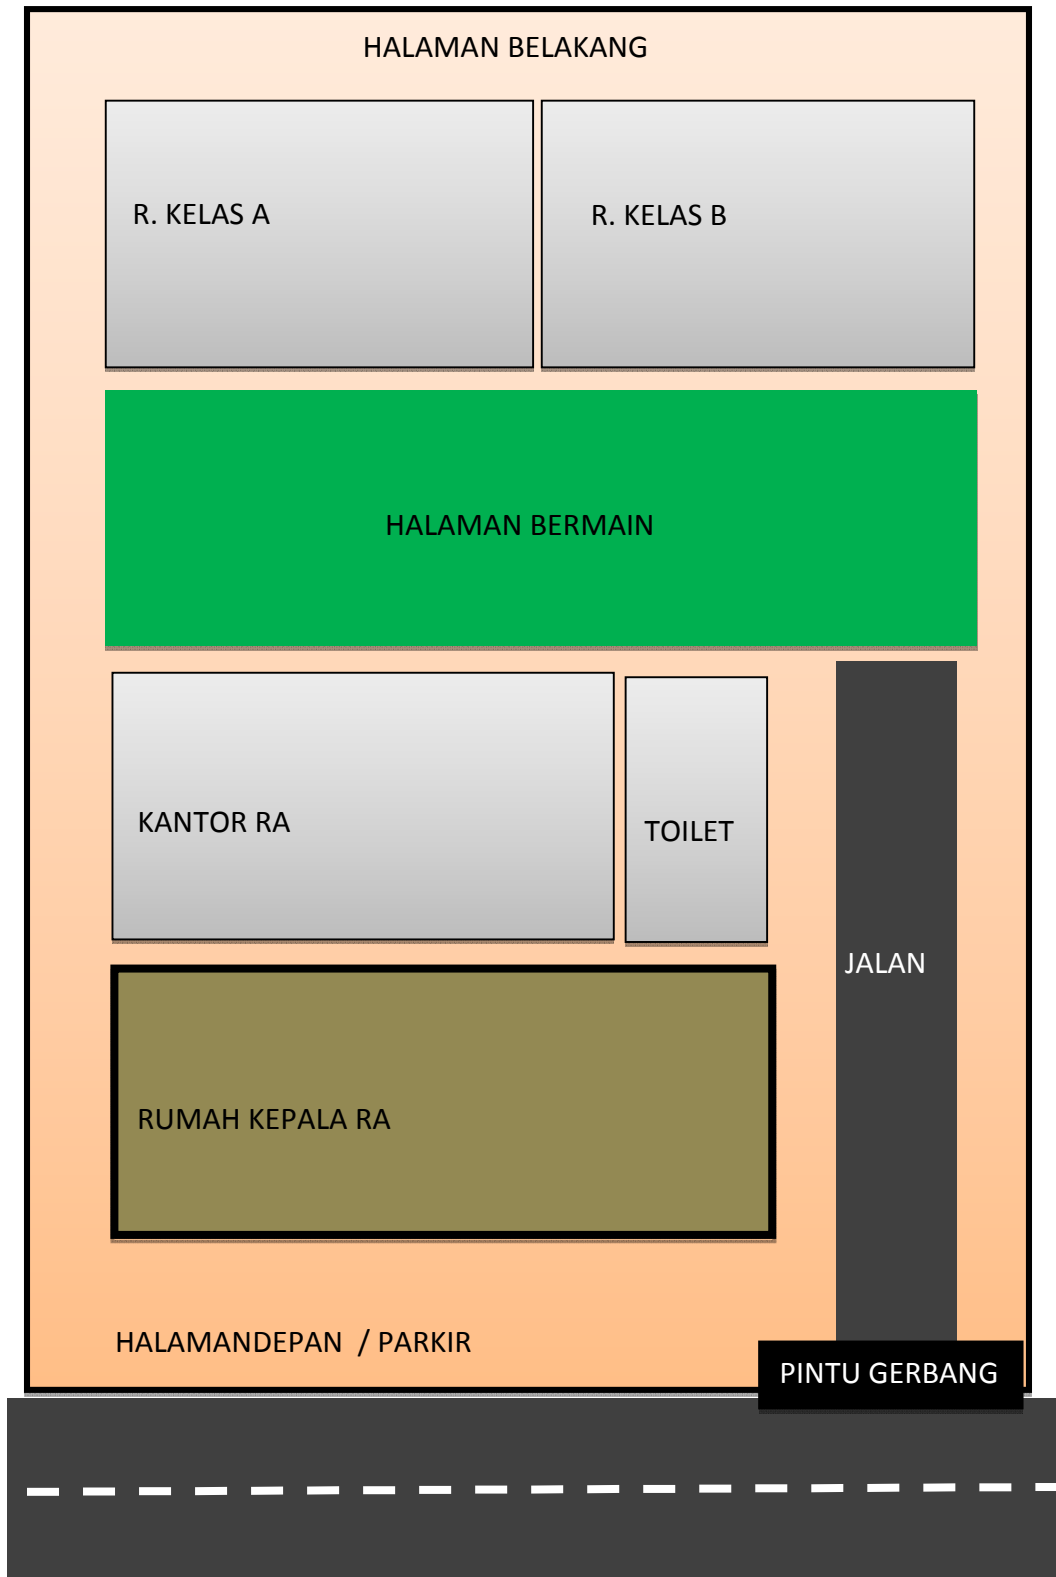 HALAMAN BELAKANG
R. KELAS A
R. KELAS B
HALAMAN BERMAIN
KANTOR RA
TOILET
JALAN
RUMAH KEPALA RA
HALAMANDEPAN / PARKIR
PINTU GERBANG